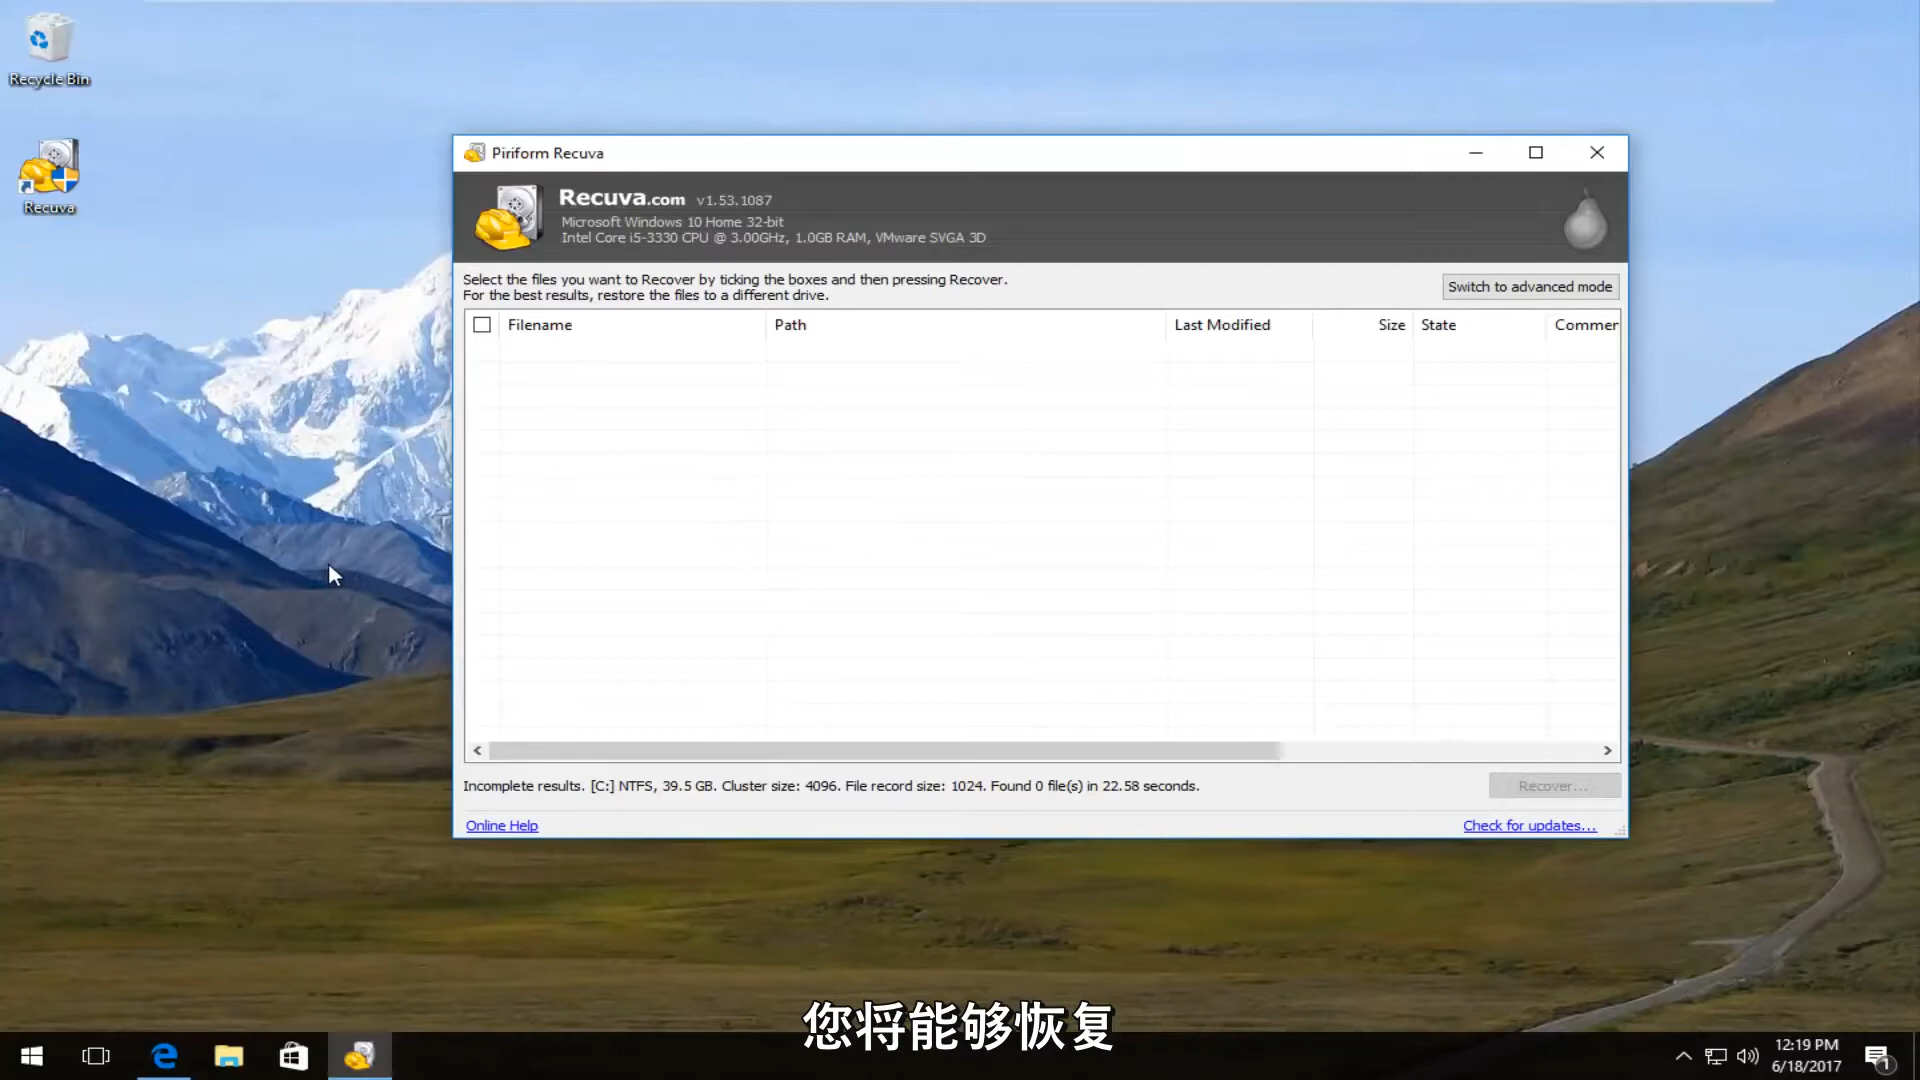 Recycle Bin
Recuva
Piriform Recuva
Recuva.com v1.53.1087
Microsoft Windows 10 Home 32-bit
Intel Core i5-3330 CPU @ 3.00GHz, 1.0GB RAM, VMware SVGA 3D
Select the files you want to Recover by ticking the boxes and then pressing Recover.
For the best results, restore the files to a different drive.
Switch to advanced mode
Filename Path Last Modified Size State Commer
Incomplete results. [C:] NTFS, 39.5 GB. Cluster size: 4096. File record size: 1024. Found 0 file(s) in 22.58 seconds.
Recover...
Online Help
Check for updates...
您将能够恢复
12:19 PM
6/18/2017
1